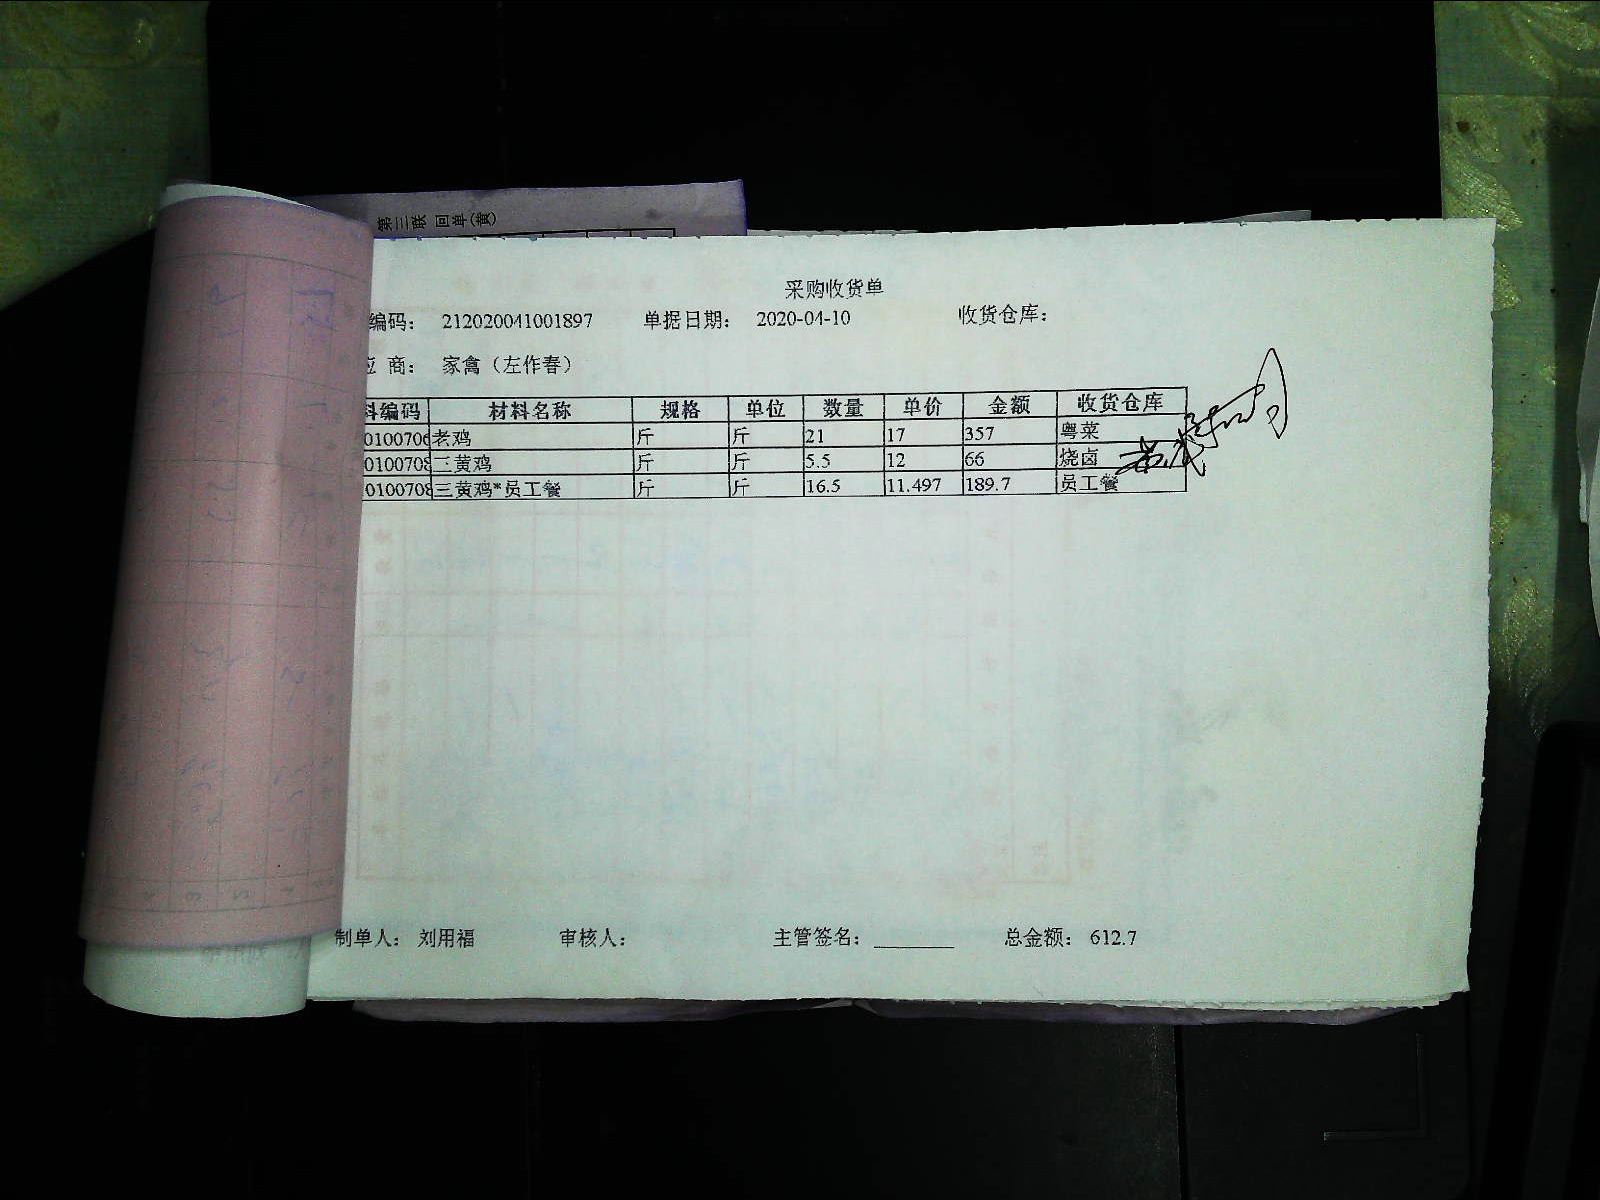 第三联 回单(黄)
采购收货单
编码： 212020041001897 单据日期： 2020-04-10 收货仓库：
应 商： 家禽（左作春）
料编码 材料名称 规格 单位 数量 单价 金额 收货仓库
0100706 老鸡 斤 斤 21 17 357 粤菜
0100708 三黄鸡 斤 斤 5.5 12 66 烧卤
0100708 三黄鸡*员工餐 斤 斤 16.5 11.497 189.7 员工餐
制单人： 刘用福 审核人： 主管签名：________ 总金额： 612.7